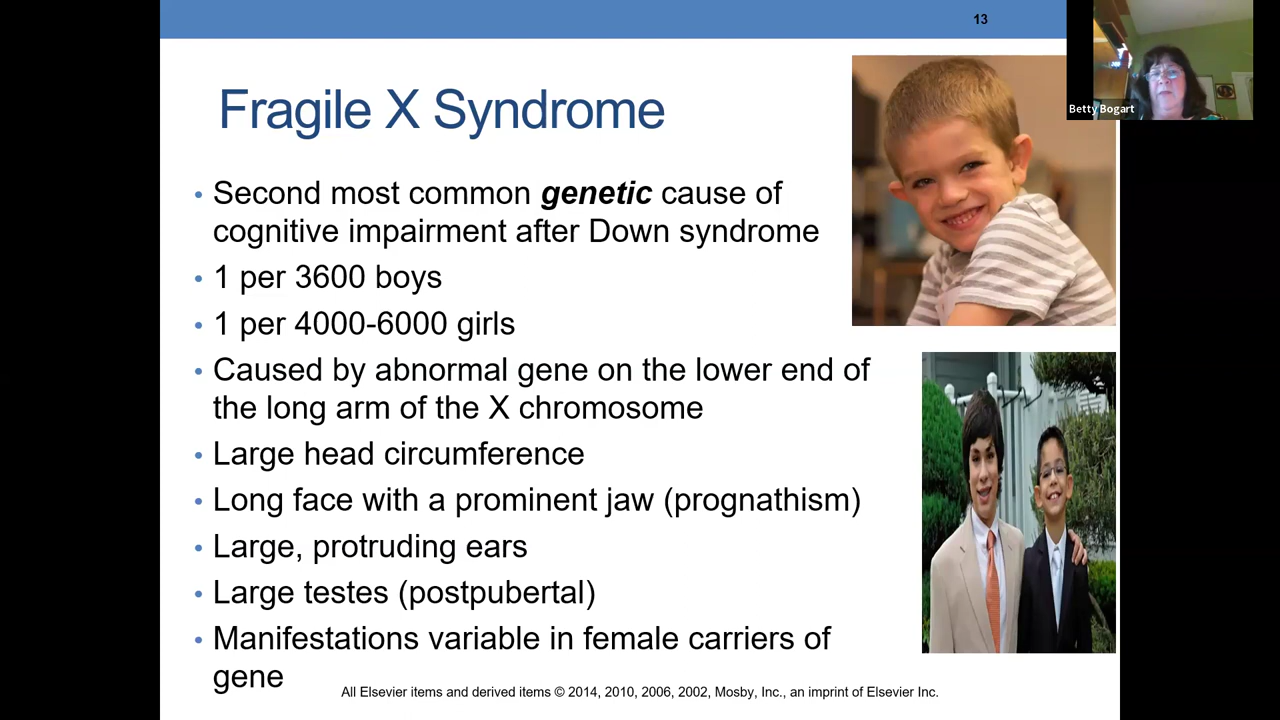 13
Betty Bogart
Fragile X Syndrome
• Second most common genetic cause of
cognitive impairment after Down syndrome
• 1 per 3600 boys
• 1 per 4000-6000 girls
• Caused by abnormal gene on the lower end of
the long arm of the X chromosome
• Large head circumference
• Long face with a prominent jaw (prognathism)
• Large, protruding ears
• Large testes (postpubertal)
• Manifestations variable in female carriers of
gene
All Elsevier items and derived items © 2014, 2010, 2006, 2002, Mosby, Inc., an imprint of Elsevier Inc.